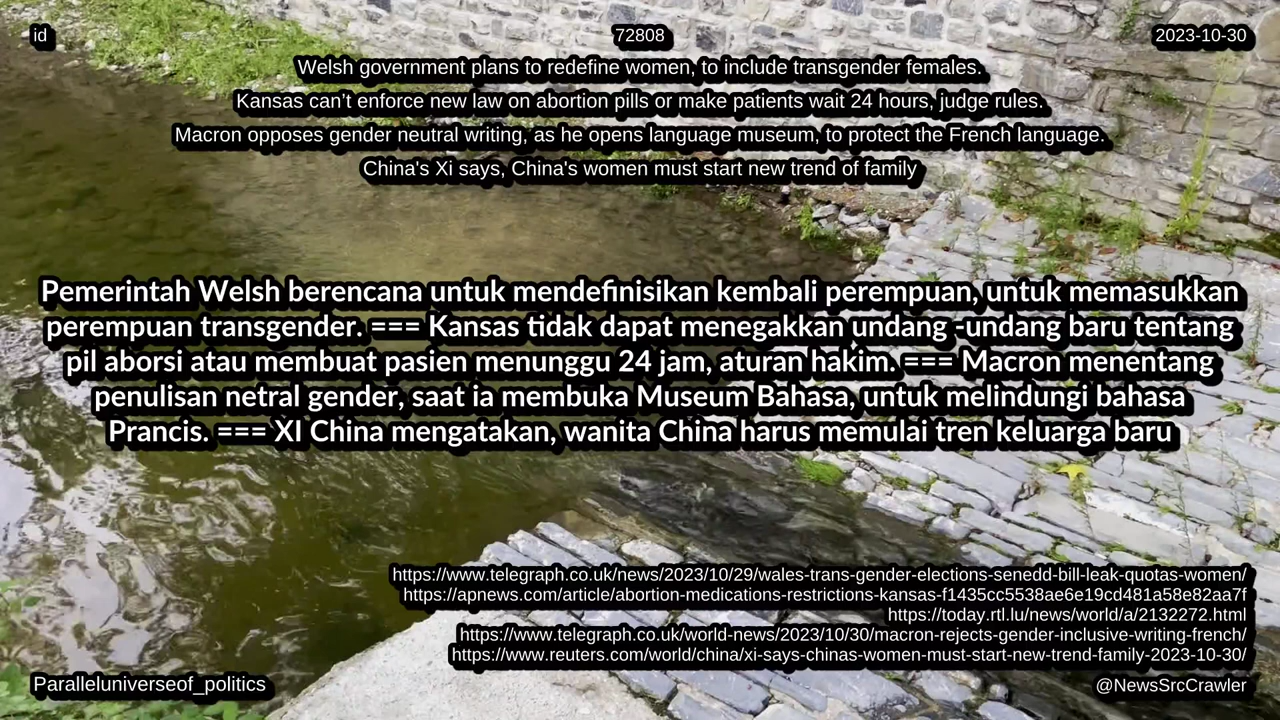 id
72808
2023-10-30
Welsh government plans to redefine women, to include transgender females.
Kansas can't enforce new law on abortion pills or make patients wait 24 hours, judge rules.
Macron opposes gender neutral writing, as he opens language museum, to protect the French language.
China's Xi says, China's women must start new trend of family
Pemerintah Welsh berencana untuk mendefinisikan kembali perempuan, untuk memasukkan
perempuan transgender. === Kansas tidak dapat menegakkan undang -undang baru tentang
pil aborsi atau membuat pasien menunggu 24 jam, aturan hakim. === Macron menentang
penulisan netral gender, saat ia membuka Museum Bahasa, untuk melindungi bahasa
Prancis. === XI China mengatakan, wanita China harus memulai tren keluarga baru
https://www.telegraph.co.uk/news/2023/10/29/wales-trans-gender-elections-senedd-bill-leak-quotas-women/
https://apnews.com/article/abortion-medications-restrictions-kansas-f1435cc5538ae6e19cd481a58e82aa7f
https://today.rtl.lu/news/world/a/2132272.html
https://www.telegraph.co.uk/world-news/2023/10/30/macron-rejects-gender-inclusive-writing-french/
https://www.reuters.com/world/china/xi-says-chinas-women-must-start-new-trend-family-2023-10-30/
Paralleluniverseof_politics
@NewsSrcCrawler